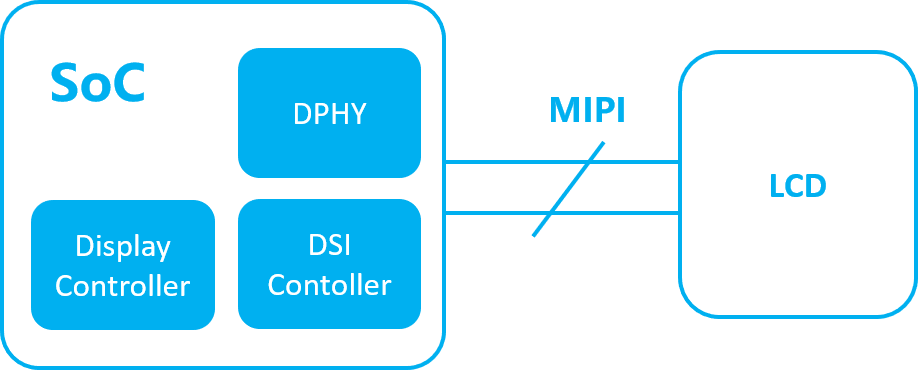 SoC
DPHY
Display
Controller
DSI
Contoller
MIPI
LCD